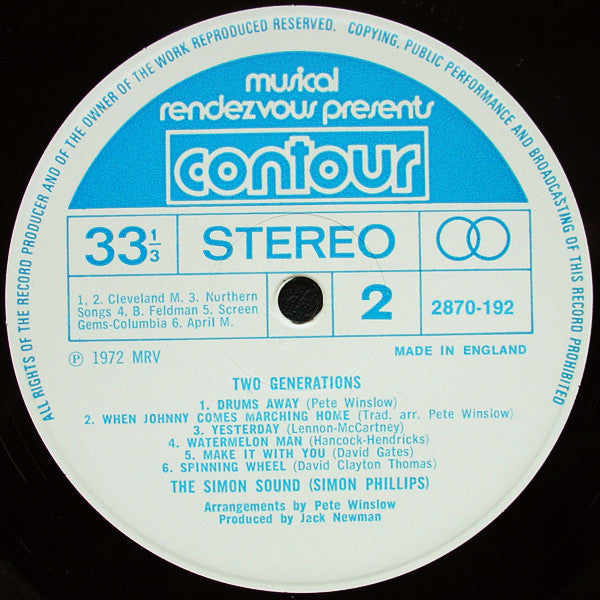 ALL RIGHTS OF THE RECORD PRODUCER AND OF THE OWNER OF THE WORK REPRODUCED RESERVED. COPYING, PUBLIC PERFORMANCE AND BROADCASTING OF THIS RECORD PROHIBITED
musical
rendezvous presents
contour
33 1/3
STEREO
1, 2. Cleveland M. 3. Northern
Songs 4. B. Feldman 5. Screen
Gems-Columbia 6. April M.
2
2870-192
Ⓟ 1972 MRV
MADE IN ENGLAND
TWO GENERATIONS
1. DRUMS AWAY (Pete Winslow)
2. WHEN JOHNNY COMES MARCHING HOME (Trad. arr. Pete Winslow)
3. YESTERDAY (Lennon-McCartney)
4. WATERMELON MAN (Hancock-Hendricks)
5. MAKE IT WITH YOU (David Gates)
6. SPINNING WHEEL (David Clayton Thomas)
THE SIMON SOUND (SIMON PHILLIPS)
Arrangements by Pete Winslow
Produced by Jack Newman